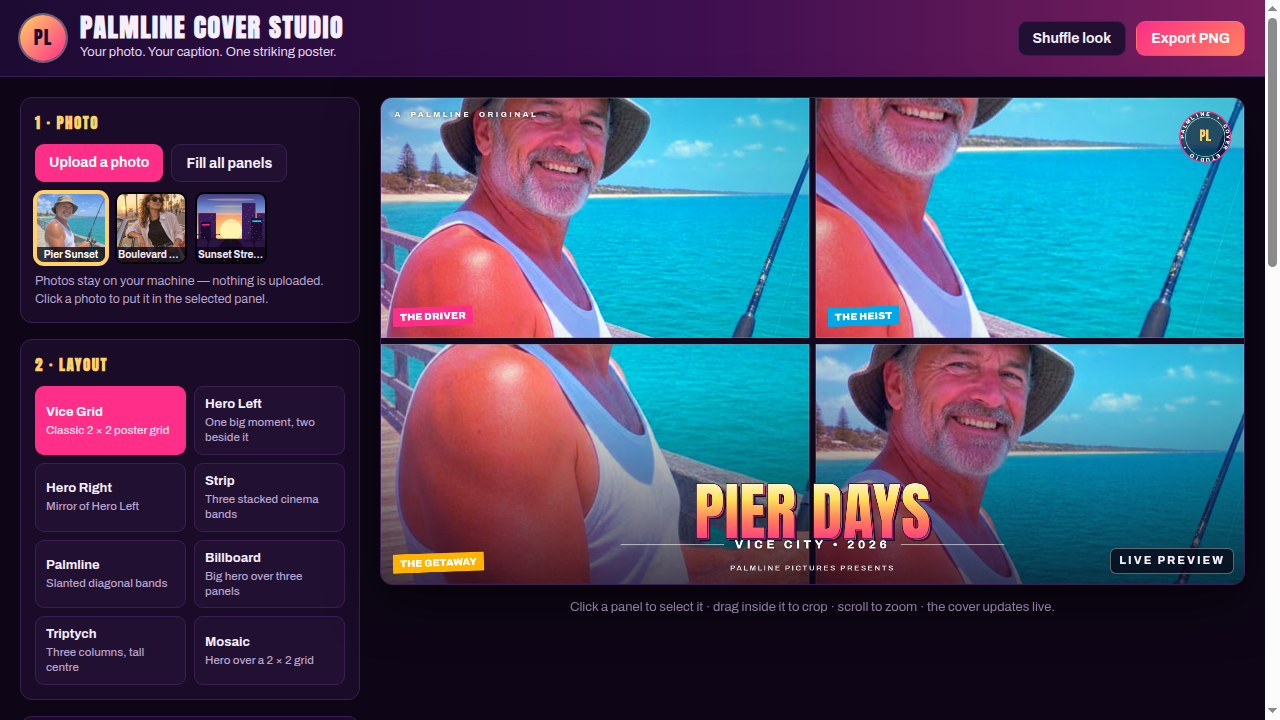 PL
PALMLINE COVER STUDIO
Your photo. Your caption. One striking poster.
Shuffle look
Export PNG
1 · PHOTO
Upload a photo
Fill all panels
Pier Sunset
Boulevard ...
Sunset Stre...
Photos stay on your machine — nothing is uploaded.
Click a photo to put it in the selected panel.
2 · LAYOUT
Vice Grid
Classic 2 × 2 poster grid
Hero Left
One big moment, two
beside it
Hero Right
Mirror of Hero Left
Strip
Three stacked cinema
bands
Palmline
Slanted diagonal bands
Billboard
Big hero over three
panels
Triptych
Three columns, tall
centre
Mosaic
Hero over a 2 × 2 grid
A PALMLINE ORIGINAL
PALMLINE • COVER STUDIO •
PL
THE DRIVER
THE HEIST
THE GETAWAY
PIER DAYS
VICE CITY • 2026
PALMLINE PICTURES PRESENTS
LIVE PREVIEW
Click a panel to select it · drag inside it to crop · scroll to zoom · the cover updates live.